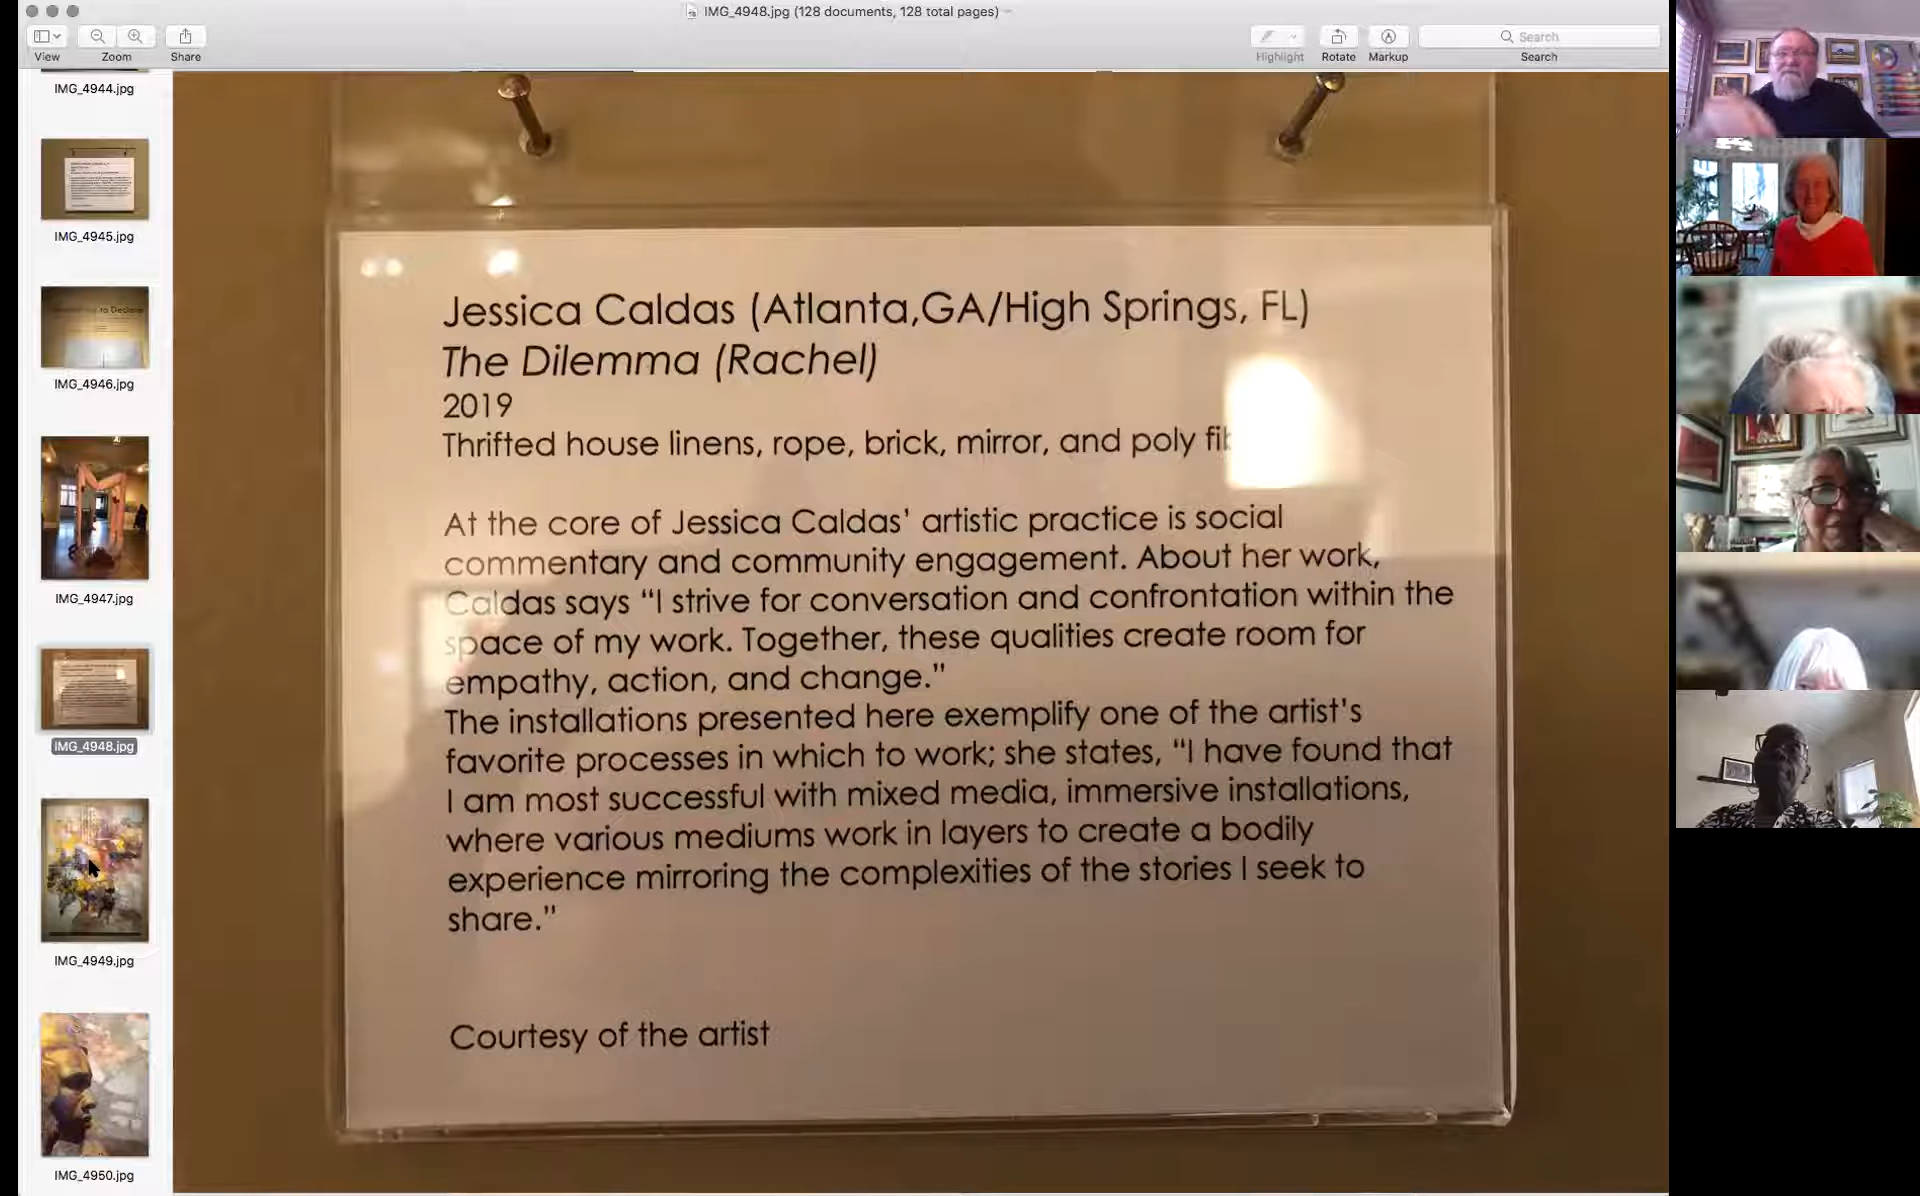 IMG_4948.jpg (128 documents, 128 total pages)
View
Zoom
Share
Highlight
Rotate
Markup
Search
Search
IMG_4944.jpg
IMG_4945.jpg
IMG_4946.jpg
IMG_4947.jpg
IMG_4948.jpg
IMG_4949.jpg
IMG_4950.jpg
Jessica Caldas (Atlanta,GA/High Springs, FL)
The Dilemma (Rachel)
2019
Thrifted house linens, rope, brick, mirror, and poly
At the core of Jessica Caldas' artistic practice is social
commentary and community engagement. About her work,
Caldas says “I strive for conversation and confrontation within the
space of my work. Together, these qualities create room for
empathy, action, and change.”
The installations presented here exemplify one of the artist's
favorite processes in which to work; she states, “I have found that
I am most successful with mixed media, immersive installations,
where various mediums work in layers to create a bodily
experience mirroring the complexities of the stories I seek to
share.”
Courtesy of the artist